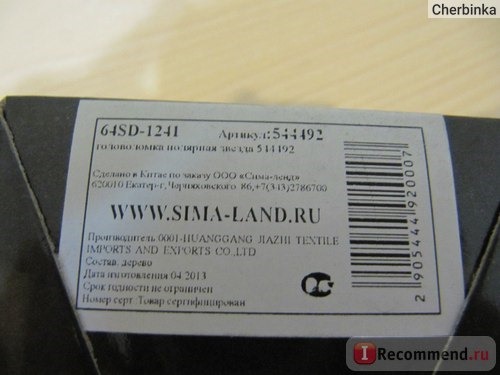 Cherbinka
64SD-1241 Артикул:544492
головоломка полярная звезда 544492
Сделано в Китае по заказу ООО «Сима-ленд»
620010 Екатер-г, Черняховского 86,+7(343)2786700
WWW.SIMA-LAND.RU
Производитель 0001-HUANGGANG JIAZHI TEXTILE
IMPORTS AND EXPORTS CO.,LTD
Состав: дерево
Дата изготовления 04.2013
Срок годности не ограничен
Номер серт:Товар сертифицирован
2 905444 920007
I Recommend.ru